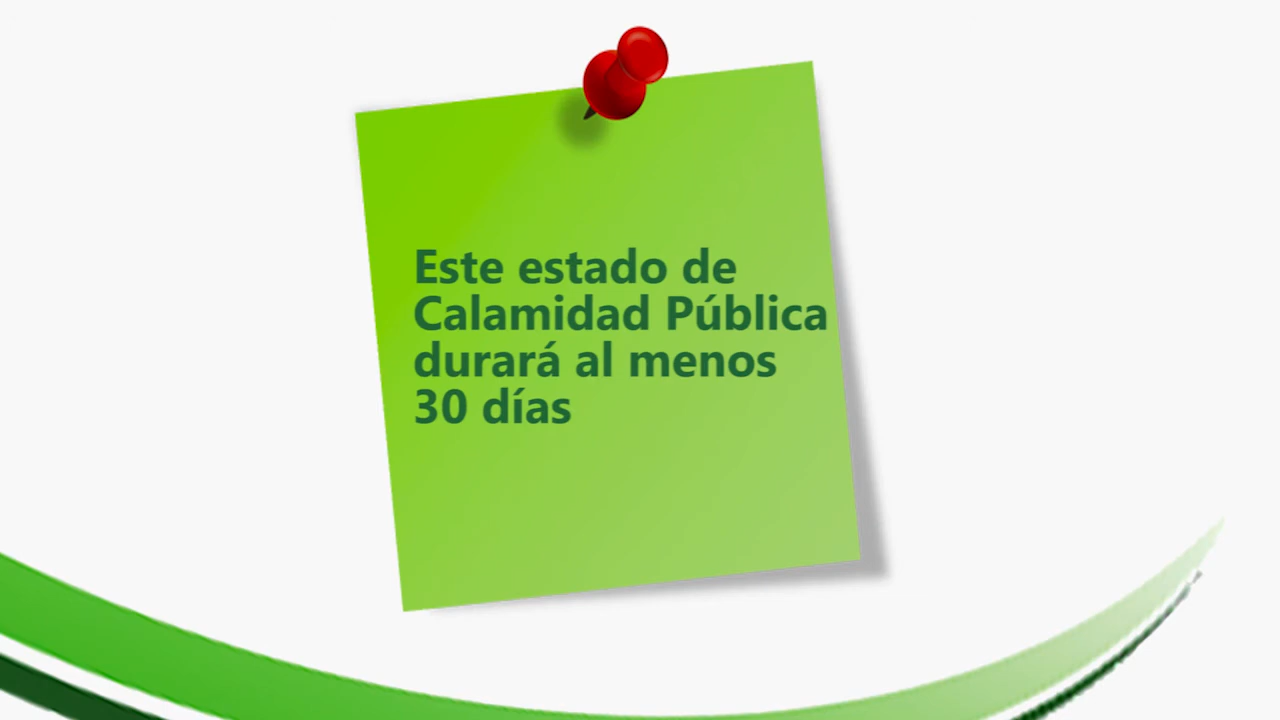 Este estado de
Calamidad Pública
durará al menos
30 días